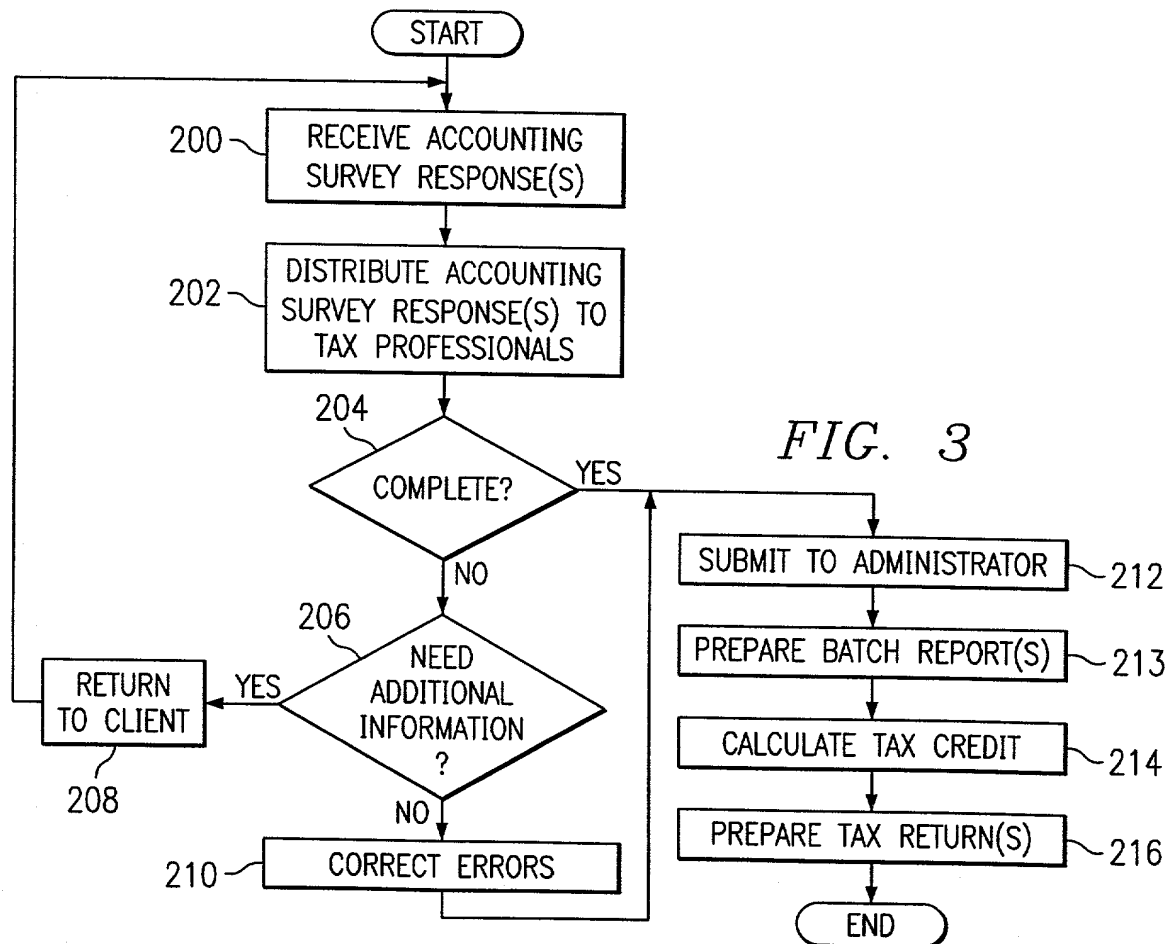 START
200
RECEIVE ACCOUNTING
SURVEY RESPONSE(S)
202
DISTRIBUTE ACCOUNTING
SURVEY RESPONSE(S) TO
TAX PROFESSIONALS
204
COMPLETE?
YES
NO
206
NEED
ADDITIONAL
INFORMATION
?
YES
RETURN
TO CLIENT
208
NO
210
CORRECT ERRORS
FIG. 3
SUBMIT TO ADMINISTRATOR
212
PREPARE BATCH REPORT(S)
213
CALCULATE TAX CREDIT
214
PREPARE TAX RETURN(S)
216
END